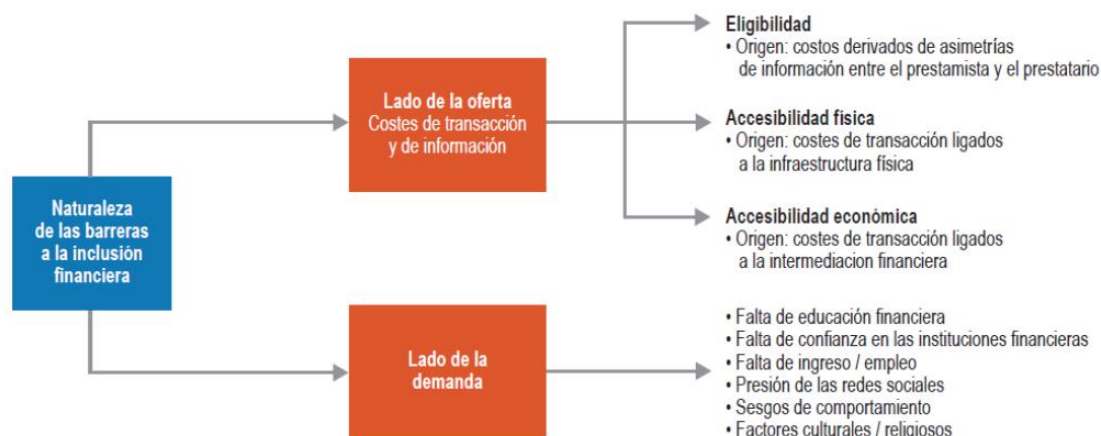 Naturaleza
de las barreras
a la inclusión
financiera
Lado de la oferta
Costes de transacción
y de información
Eligibilidad
• Origen: costos derivados de asimetrías
de información entre el prestamista y el prestatario
Accesibilidad física
• Origen: costes de transacción ligados
a la infraestructura física
Accesibilidad económica
• Origen: costes de transacción ligados
a la intermediacion financiera
Lado de la
demanda
• Falta de educación financiera
• Falta de confianza en las instituciones financieras
• Falta de ingreso / empleo
• Presión de las redes sociales
• Sesgos de comportamiento
• Factores culturales / religiosos